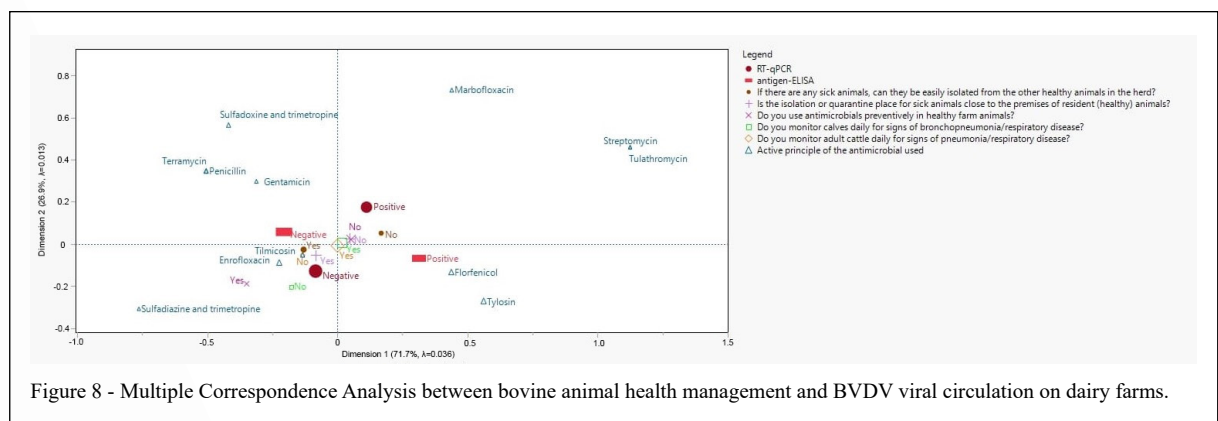 Legend
RT-qPCR
antigen-ELISA
If there are any sick animals, can they be easily isolated from the other healthy animals in the herd?
Is the isolation or quarantine place for sick animals close to the premises of resident (healthy) animals?
Do you use antimicrobials preventively in healthy farm animals?
Do you monitor calves daily for signs of bronchopneumonia/respiratory disease?
Do you monitor adult cattle daily for signs of pneumonia/respiratory disease?
Active principle of the antimicrobial used
Dimension 2 (26.9%, λ=0.013)
0.8
0.6
0.4
0.2
0
-0.2
-0.4
Marbofloxacin
Sulfadoxine and trimetropine
Streptomycin
Tulathromycin
Terramycin
Penicillin
Gentamicin
Positive
No
No
No
Negative
Yes
Yes
Tilmicosin
Enrofloxacin
No
Yes
Yes
Positive
Negative
Florfenicol
Yes
No
Tylosin
Sulfadiazine and trimetropine
-1.0
-0.5
0
0.5
1.0
1.5
Dimension 1 (71.7%, λ=0.036)
Figure 8 - Multiple Correspondence Analysis between bovine animal health management and BVDV viral circulation on dairy farms.